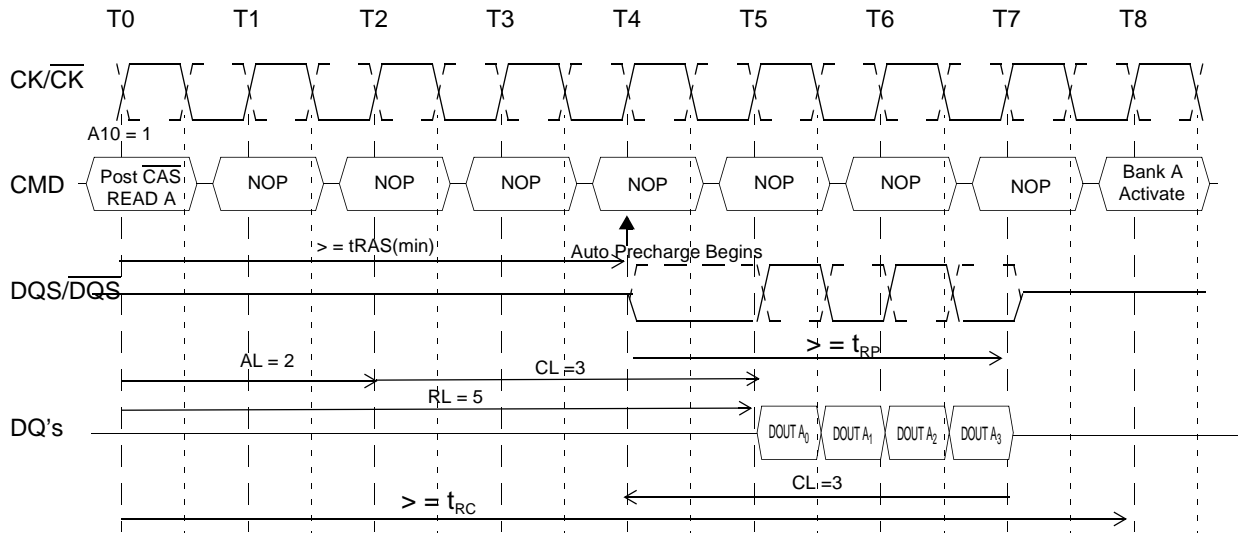 T0 T1 T2 T3 T4 T5 T6 T7 T8
CK/CK
A10 = 1
CMD
Post CAS
READ A
NOP
NOP
NOP
NOP
NOP
NOP
NOP
Bank A
Activate
> = tRAS(min)
Auto Precharge Begins
DQS/DQS
> = tRP
AL = 2
CL =3
RL = 5
DQ's
DOUT A0
DOUT A1
DOUT A2
DOUT A3
CL =3
> = tRC